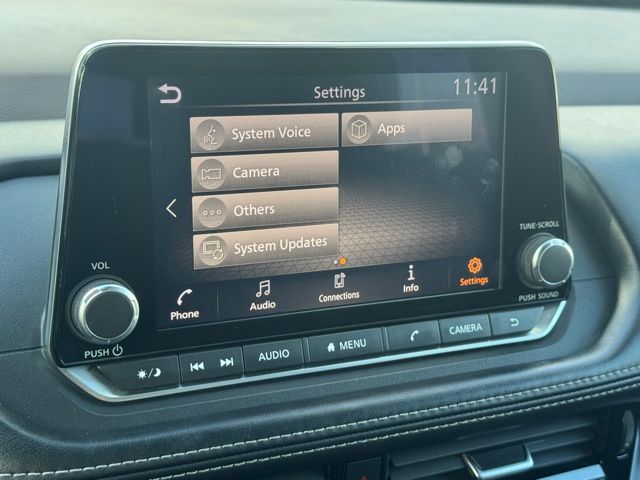 Settings
11:41
System Voice
Apps
Camera
Others
System Updates
Phone
Audio
Connections
Info
Settings
VOL
PUSH
TUNE·SCROLL
PUSH SOUND
AUDIO
MENU
CAMERA